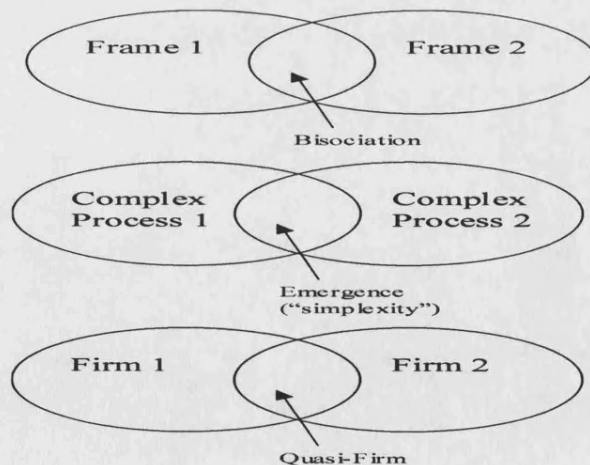 Frame 1 Frame 2
Bisociation
Complex Complex
Process 1 Process 2
Emergence
("simplexity")
Firm 1 Firm 2
Quasi-Firm